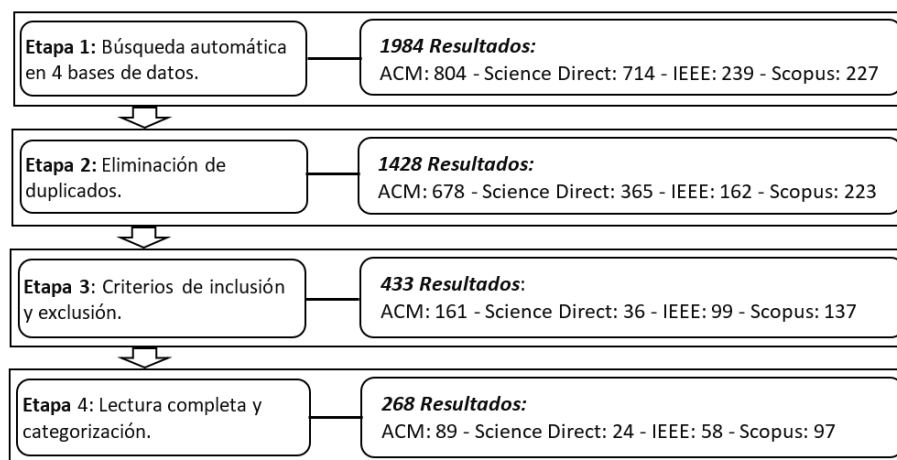 Etapa 1: Búsqueda automática
en 4 bases de datos.
1984 Resultados:
ACM: 804 - Science Direct: 714 - IEEE: 239 - Scopus: 227
Etapa 2: Eliminación de
duplicados.
1428 Resultados:
ACM: 678 - Science Direct: 365 - IEEE: 162 - Scopus: 223
Etapa 3: Criterios de inclusión
y exclusión.
433 Resultados:
ACM: 161 - Science Direct: 36 - IEEE: 99 - Scopus: 137
Etapa 4: Lectura completa y
categorización.
268 Resultados:
ACM: 89 - Science Direct: 24 - IEEE: 58 - Scopus: 97